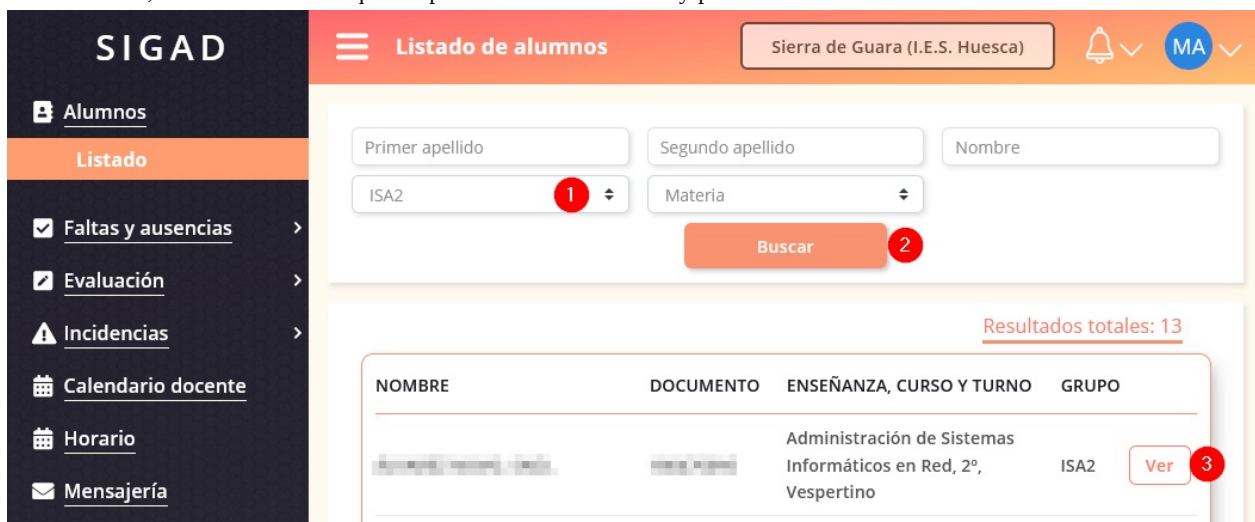 SIGAD
Listado de alumnos
Sierra de Guara (I.E.S. Huesca)
MA
Alumnos
Listado
Faltas y ausencias
Evaluación
Incidencias
Calendario docente
Horario
Mensajería
Primer apellido
Segundo apellido
Nombre
ISA2
1
Materia
Buscar
2
Resultados totales: 13
NOMBRE
DOCUMENTO
ENSEÑANZA, CURSO Y TURNO
GRUPO
Administración de Sistemas
Informáticos en Red, 2º,
Vespertino
ISA2
Ver
3